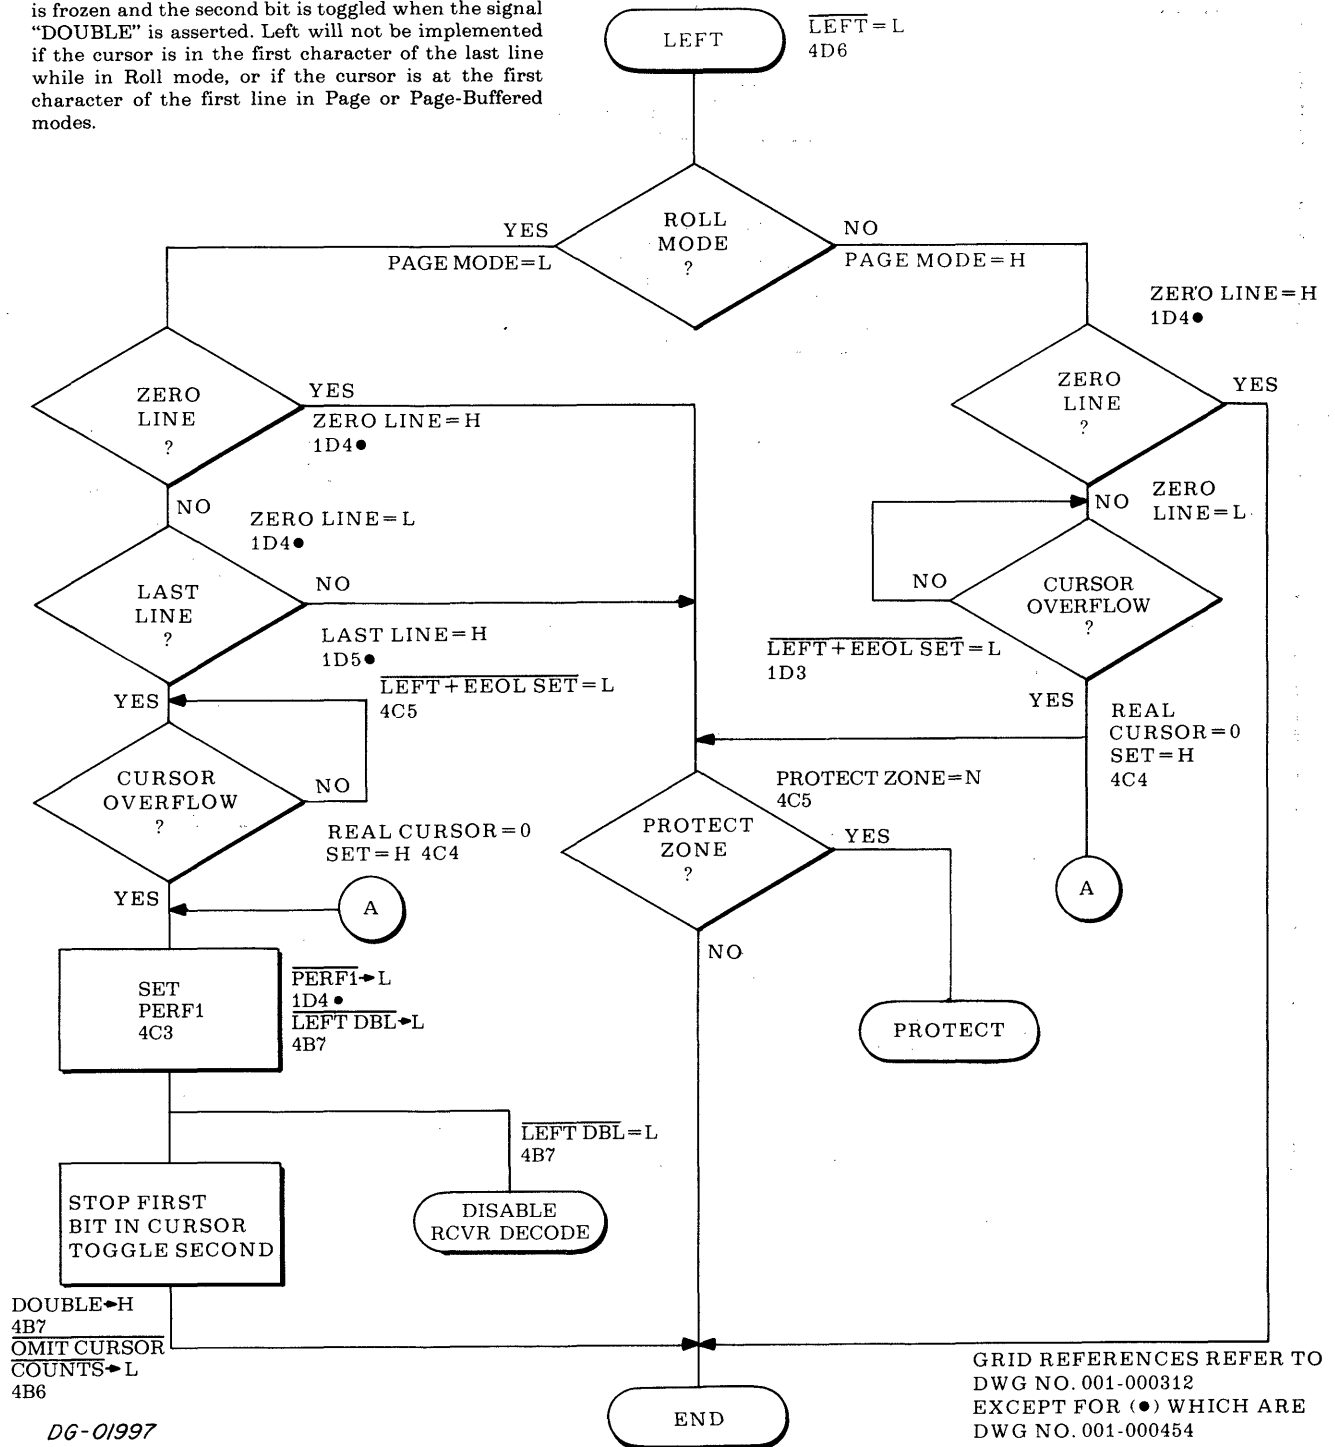 is frozen and the second bit is toggled when the signal
“DOUBLE” is asserted. Left will not be implemented
if the cursor is in the first character of the last line
while in Roll mode, or if the cursor is at the first
character of the first line in Page or Page-Buffered
modes.
LEFT
LEFT = L
4D6
ROLL
MODE
?
YES
PAGE MODE=L
NO
PAGE MODE=H
ZERO LINE=H
1D4●
ZERO
LINE
?
YES
ZERO LINE=H
1D4●
ZERO
LINE
?
YES
NO
ZERO LINE=L
1D4●
NO
ZERO
LINE=L
LAST
LINE
?
NO
LAST LINE=H
1D5●
NO
CURSOR
OVERFLOW
?
LEFT+EEOL SET=L
1D3
YES
LEFT+EEOL SET=L
4C5
YES
REAL
CURSOR=0
SET=H
4C4
CURSOR
OVERFLOW
?
NO
REAL CURSOR=0
SET=H 4C4
PROTECT ZONE=N
4C5
PROTECT
ZONE
?
YES
A
YES
A
NO
SET
PERF1
4C3
PERF1→L
1D4●
LEFT DBL→L
4B7
PROTECT
LEFT DBL=L
4B7
STOP FIRST
BIT IN CURSOR
TOGGLE SECOND
DISABLE
RCVR DECODE
DOUBLE→H
4B7
OMIT CURSOR
COUNTS→L
4B6
END
GRID REFERENCES REFER TO
DWG NO. 001-000312
EXCEPT FOR (●) WHICH ARE
DWG NO. 001-000454
DG-01997